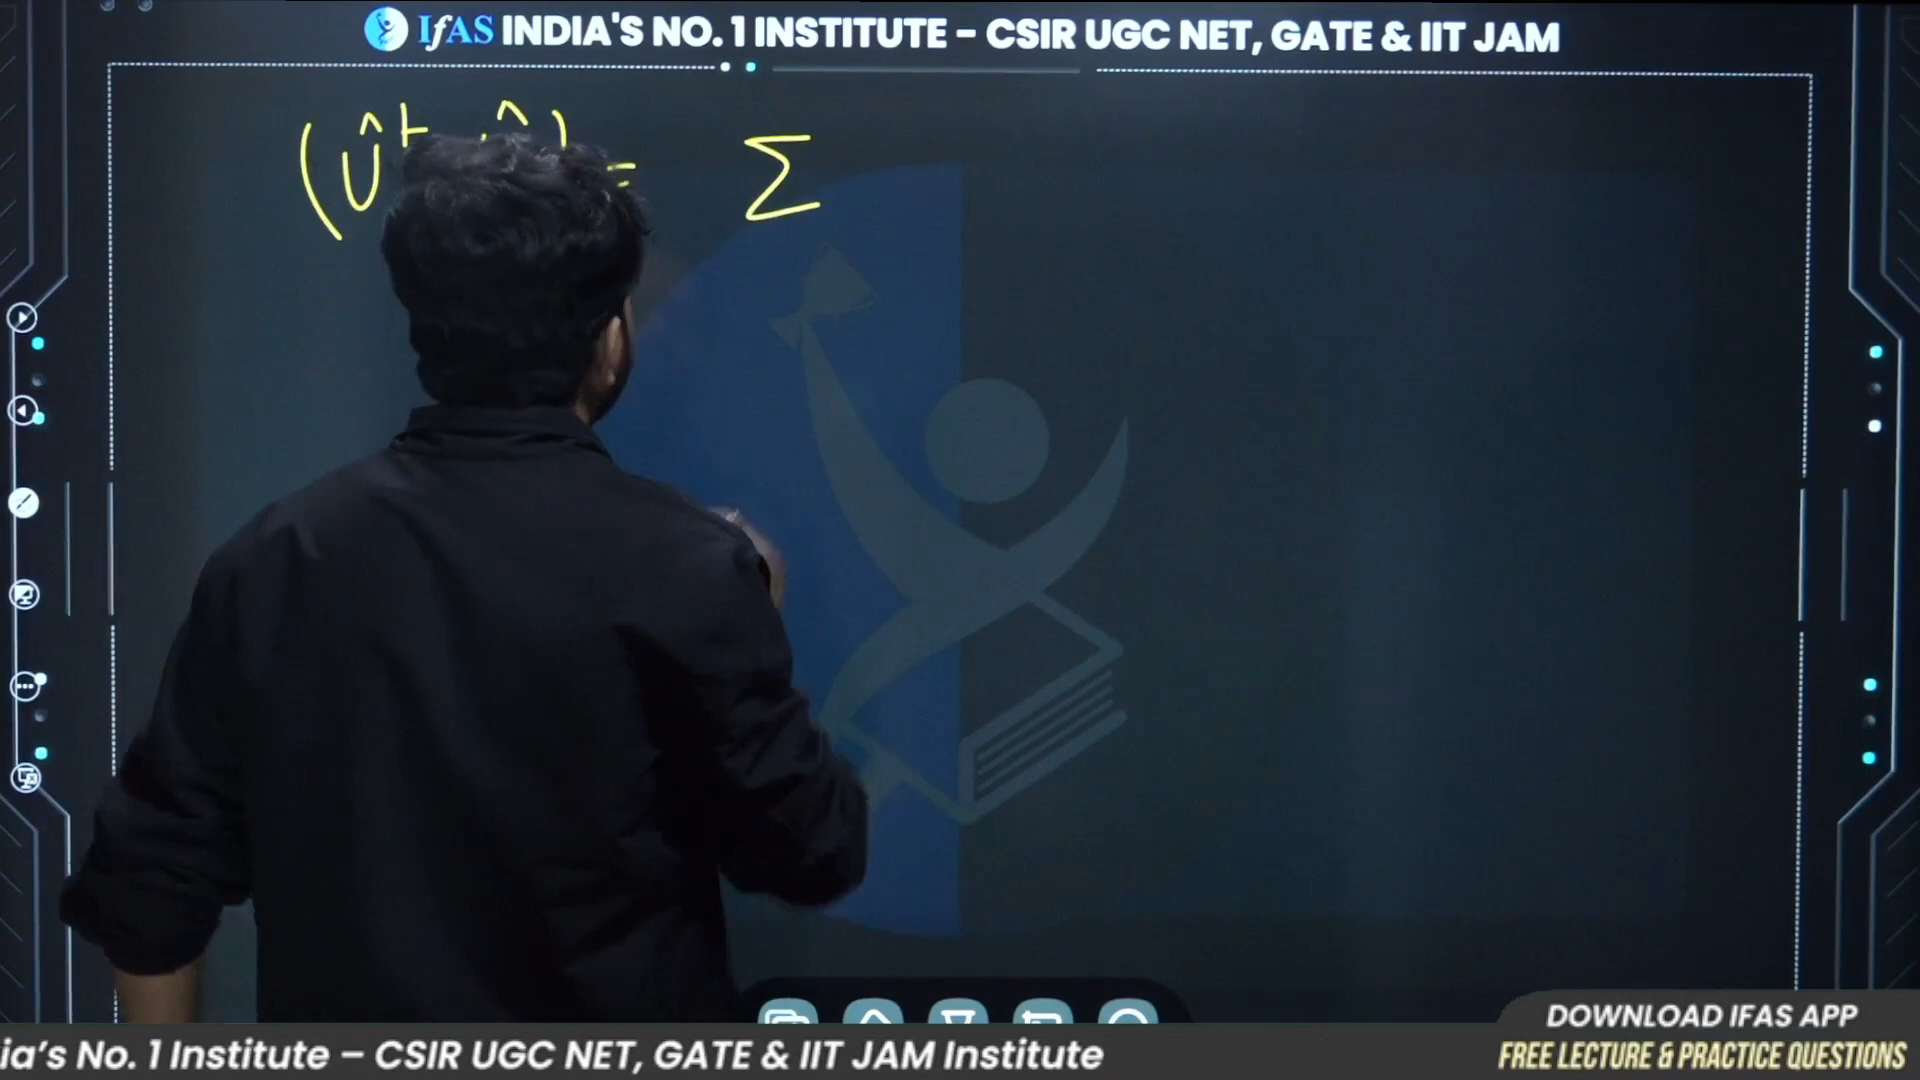 IfAS INDIA'S NO. 1 INSTITUTE – CSIR UGC NET, GATE & IIT JAM
(Û† ^ ) = Σ
DOWNLOAD IFAS APP
ia's No. 1 Institute – CSIR UGC NET, GATE & IIT JAM Institute
FREE LECTURE & PRACTICE QUESTIONS